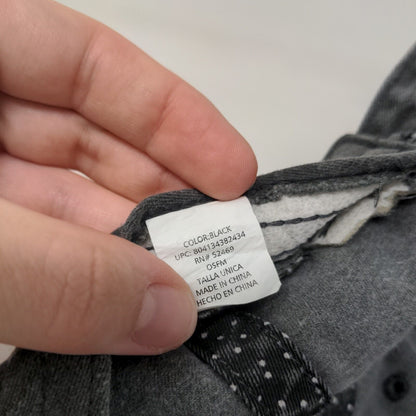 COLOR:BLACK
UPC: 804134382434
RN# 52469
OSFM
TALLA UNICA
MADE IN CHINA
HECHO EN CHINA